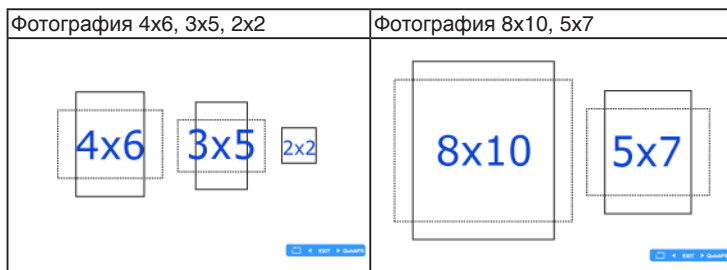 Фотография 4x6, 3x5, 2x2
Фотография 8x10, 5x7
4x6
3x5
2x2
8x10
5x7
EXIT QuickFit
EXIT QuickFit